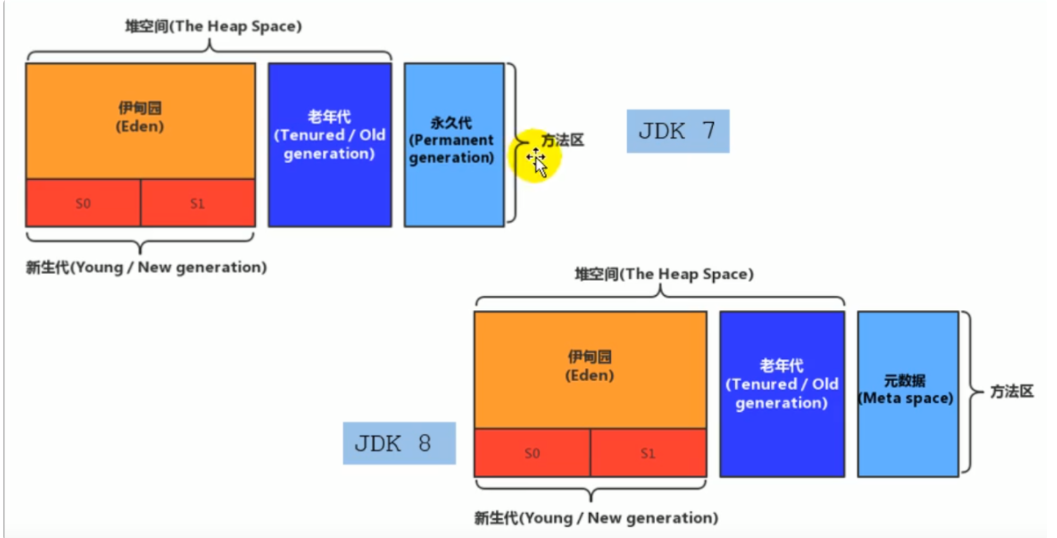 堆空间(The Heap Space)
伊甸园
(Eden)
老年代
(Tenured / Old
generation)
永久代
(Permanent
generation)
方法区
JDK 7
S0
S1
新生代(Young / New generation)
堆空间(The Heap Space)
伊甸园
(Eden)
老年代
(Tenured / Old
generation)
元数据
(Meta space)
方法区
JDK 8
S0
S1
新生代(Young / New generation)